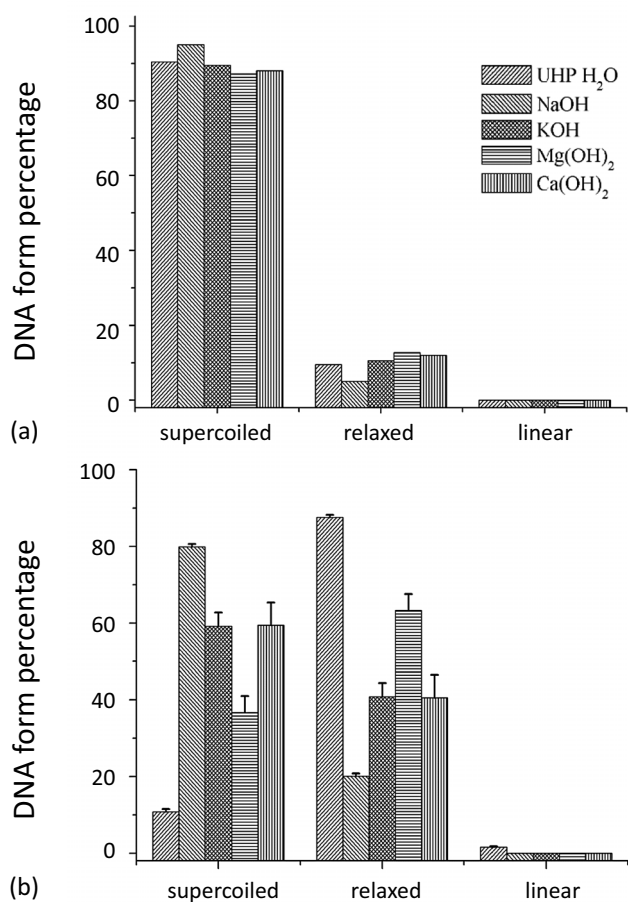 DNA form percentage
100
80
60
40
20
0
UHP H₂O
NaOH
KOH
Mg(OH)₂
Ca(OH)₂
(a)
supercoiled relaxed linear
DNA form percentage
100
80
60
40
20
0
(b)
supercoiled relaxed linear